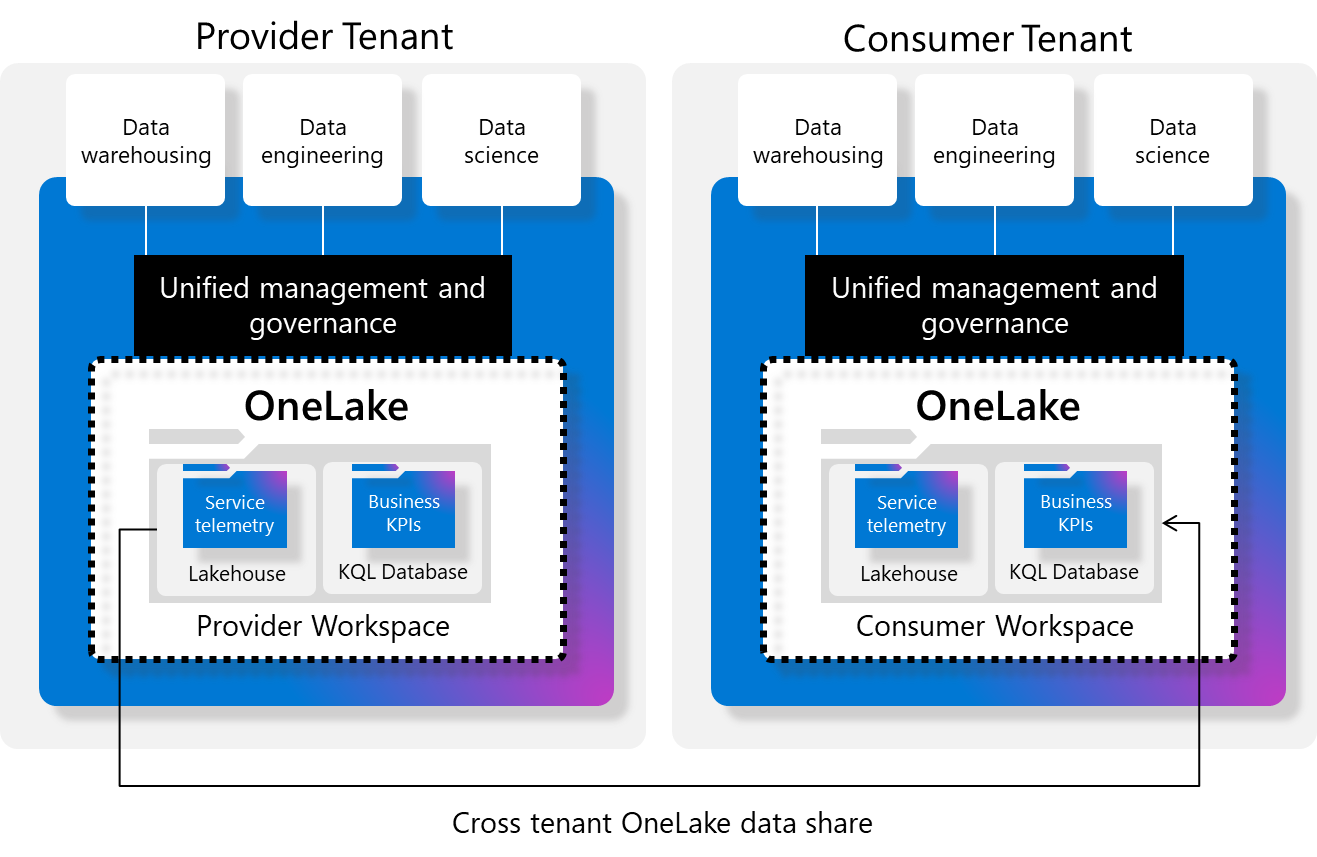 Provider Tenant
Data
warehousing
Data
engineering
Data
science
Unified management and
governance
OneLake
Service
telemetry
Lakehouse
Business
KPIs
KQL Database
Provider Workspace
Consumer Tenant
Data
warehousing
Data
engineering
Data
science
Unified management and
governance
OneLake
Service
telemetry
Lakehouse
Business
KPIs
KQL Database
Consumer Workspace
Cross tenant OneLake data share